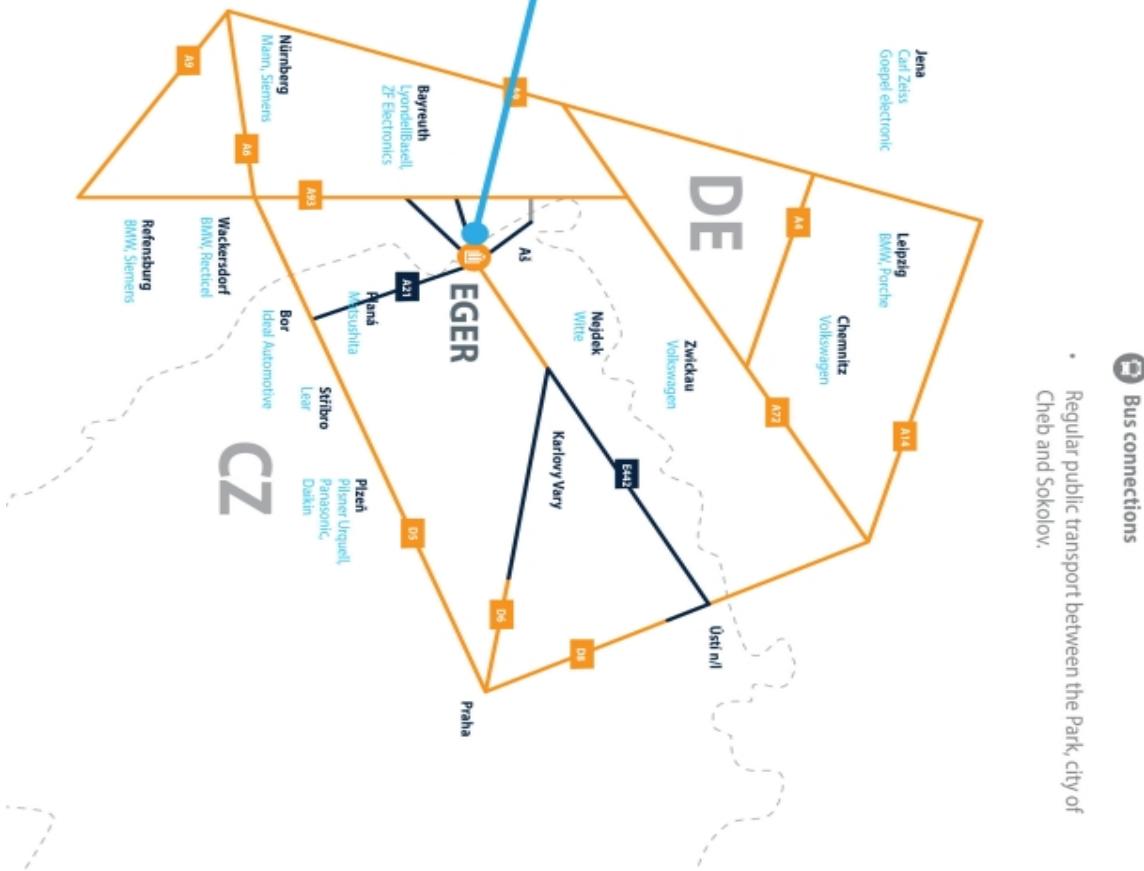 Bus connections
• Regular public transport between the Park, city of
Cheb and Sokolov.
Jena
Carl Zeiss
Goepel electronic
Leipzig
BMW, Porche
A14
Chemnitz
Volkswagen
A4
A72
DE
Ústí n/l
Zwickau
Volkswagen
E442
Nejdek
Witte
D8
Karlovy Vary
Aš
D6
EGER
Praha
Bayreuth
LyondellBasell,
ZF Electronics
D5
A21
Planá
Matsushita
Plzeň
Pilsner Urquell,
Panasonic,
Daikin
Stříbro
Lear
A93
Nürnberg
Mann, Siemens
Bor
Ideal Automotive
A6
CZ
Wackersdorf
BMW, Recticel
A9
Refensburg
BMW, Siemens